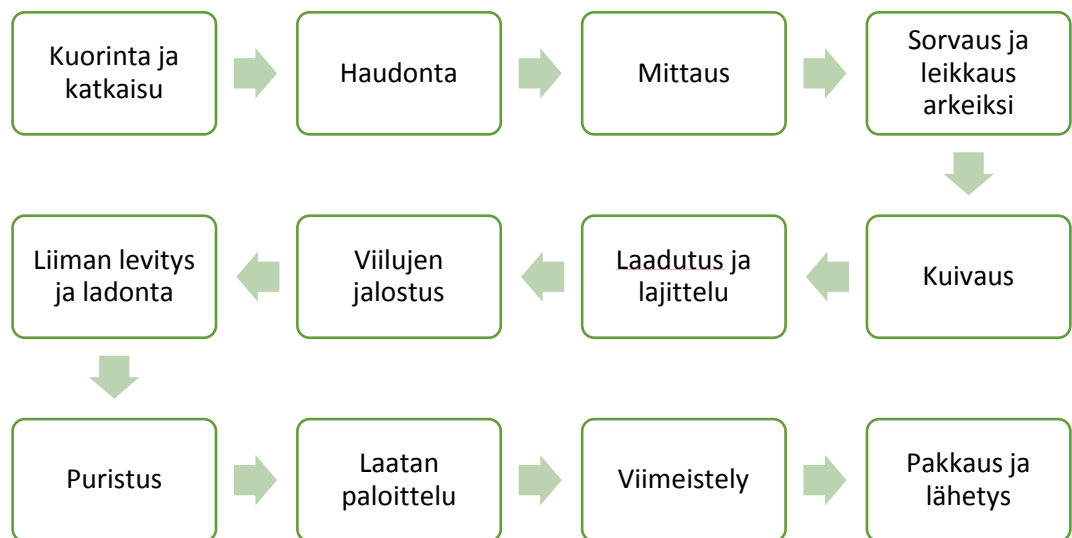 Kuorinta ja
katkaisu
Haudonta
Mittaus
Sorvaus ja
leikkaus
arkeiksi
Kuivaus
Laadutus ja
lajittelu
Viilujen
jalostus
Liiman levitys
ja ladonta
Puristus
Laatan
paloittelu
Viimeistely
Pakkaus ja
lähetys